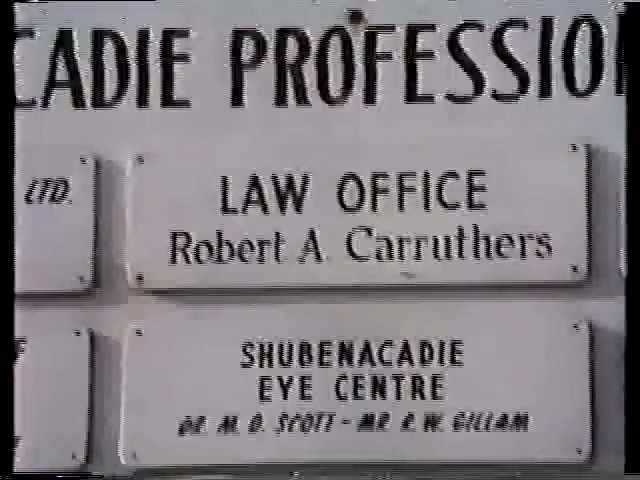 CADIE PROFESSIO
LTD.
LAW OFFICE
Robert A. Carruthers
SHUBENACADIE
EYE CENTRE
DR. M. D. SCOTT - MR. R. W. GILLAM